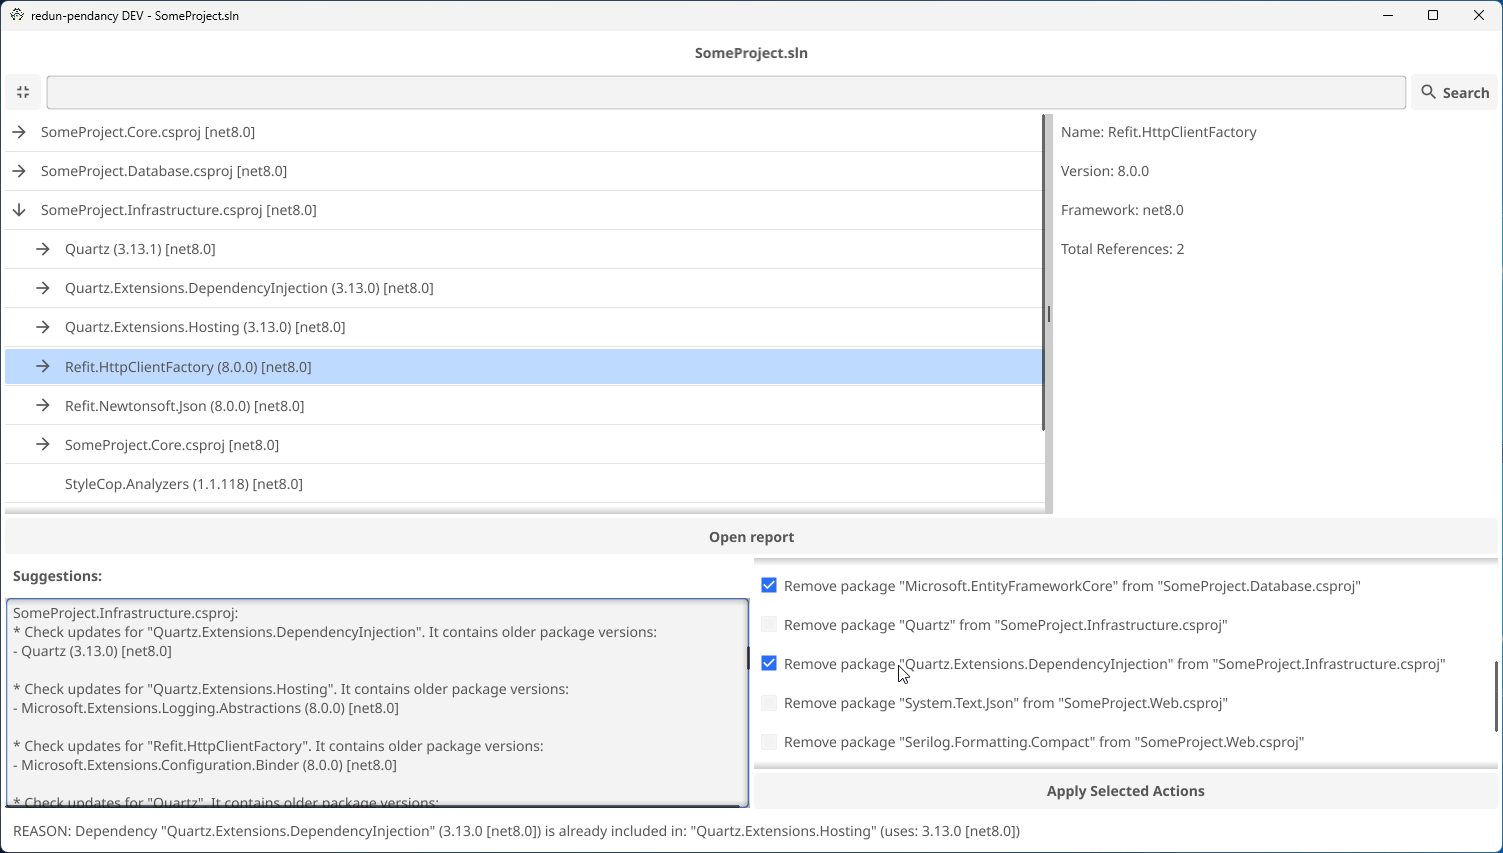 redun-pendancy DEV - SomeProject.sln
SomeProject.sln
Search
SomeProject.Core.csproj [net8.0]
SomeProject.Database.csproj [net8.0]
SomeProject.Infrastructure.csproj [net8.0]
Quartz (3.13.1) [net8.0]
Quartz.Extensions.DependencyInjection (3.13.0) [net8.0]
Quartz.Extensions.Hosting (3.13.0) [net8.0]
Refit.HttpClientFactory (8.0.0) [net8.0]
Refit.Newtonsoft.Json (8.0.0) [net8.0]
SomeProject.Core.csproj [net8.0]
StyleCop.Analyzers (1.1.118) [net8.0]
Name: Refit.HttpClientFactory
Version: 8.0.0
Framework: net8.0
Total References: 2
Open report
Suggestions:
SomeProject.Infrastructure.csproj:
* Check updates for "Quartz.Extensions.DependencyInjection". It contains older package versions:
- Quartz (3.13.0) [net8.0]
* Check updates for "Quartz.Extensions.Hosting". It contains older package versions:
- Microsoft.Extensions.Logging.Abstractions (8.0.0) [net8.0]
* Check updates for "Refit.HttpClientFactory". It contains older package versions:
- Microsoft.Extensions.Configuration.Binder (8.0.0) [net8.0]
* Check updates for "Quartz". It contains older package versions:
Remove package "Microsoft.EntityFrameworkCore" from "SomeProject.Database.csproj"
Remove package "Quartz" from "SomeProject.Infrastructure.csproj"
Remove package "Quartz.Extensions.DependencyInjection" from "SomeProject.Infrastructure.csproj"
Remove package "System.Text.Json" from "SomeProject.Web.csproj"
Remove package "Serilog.Formatting.Compact" from "SomeProject.Web.csproj"
Apply Selected Actions
REASON: Dependency "Quartz.Extensions.DependencyInjection" (3.13.0 [net8.0]) is already included in: "Quartz.Extensions.Hosting" (uses: 3.13.0 [net8.0])